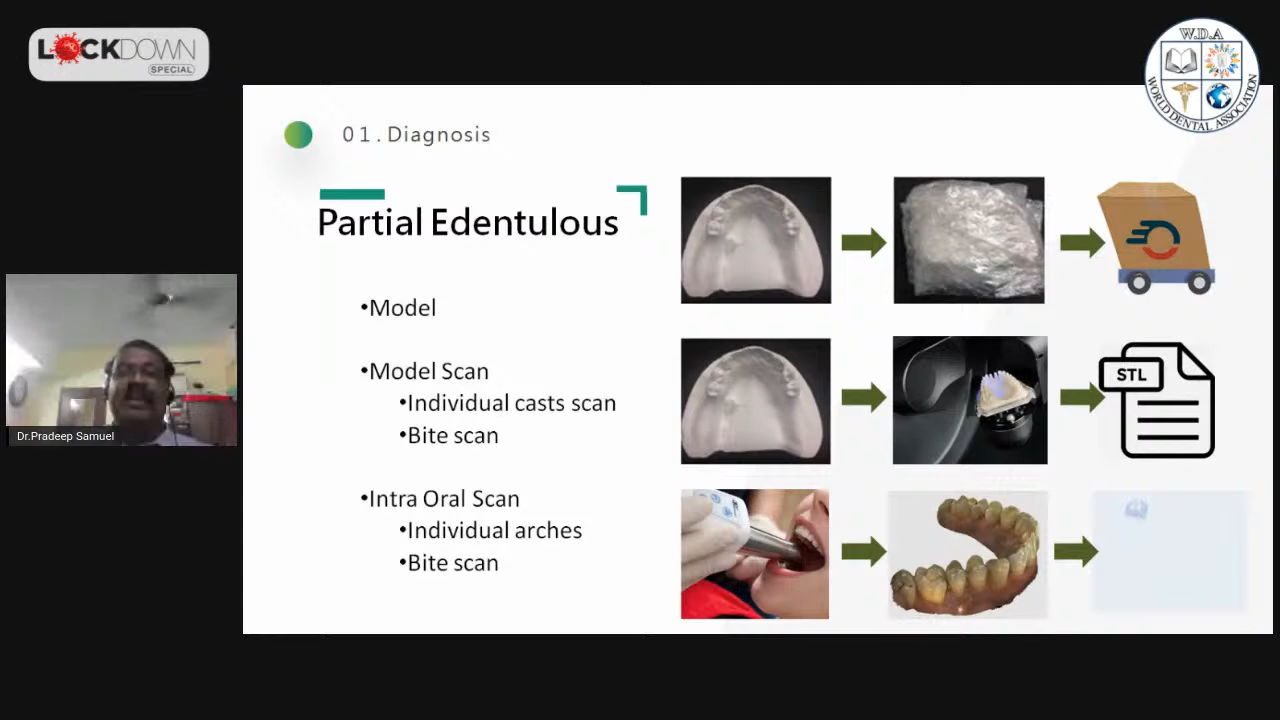 LOCKDOWN
SPECIAL
W.D.A
WORLD DENTAL ASSOCIATION
01.Diagnosis
Partial Edentulous
•Model
•Model Scan
•Individual casts scan
•Bite scan
•Intra Oral Scan
•Individual arches
•Bite scan
STL
Dr.Pradeep Samuel